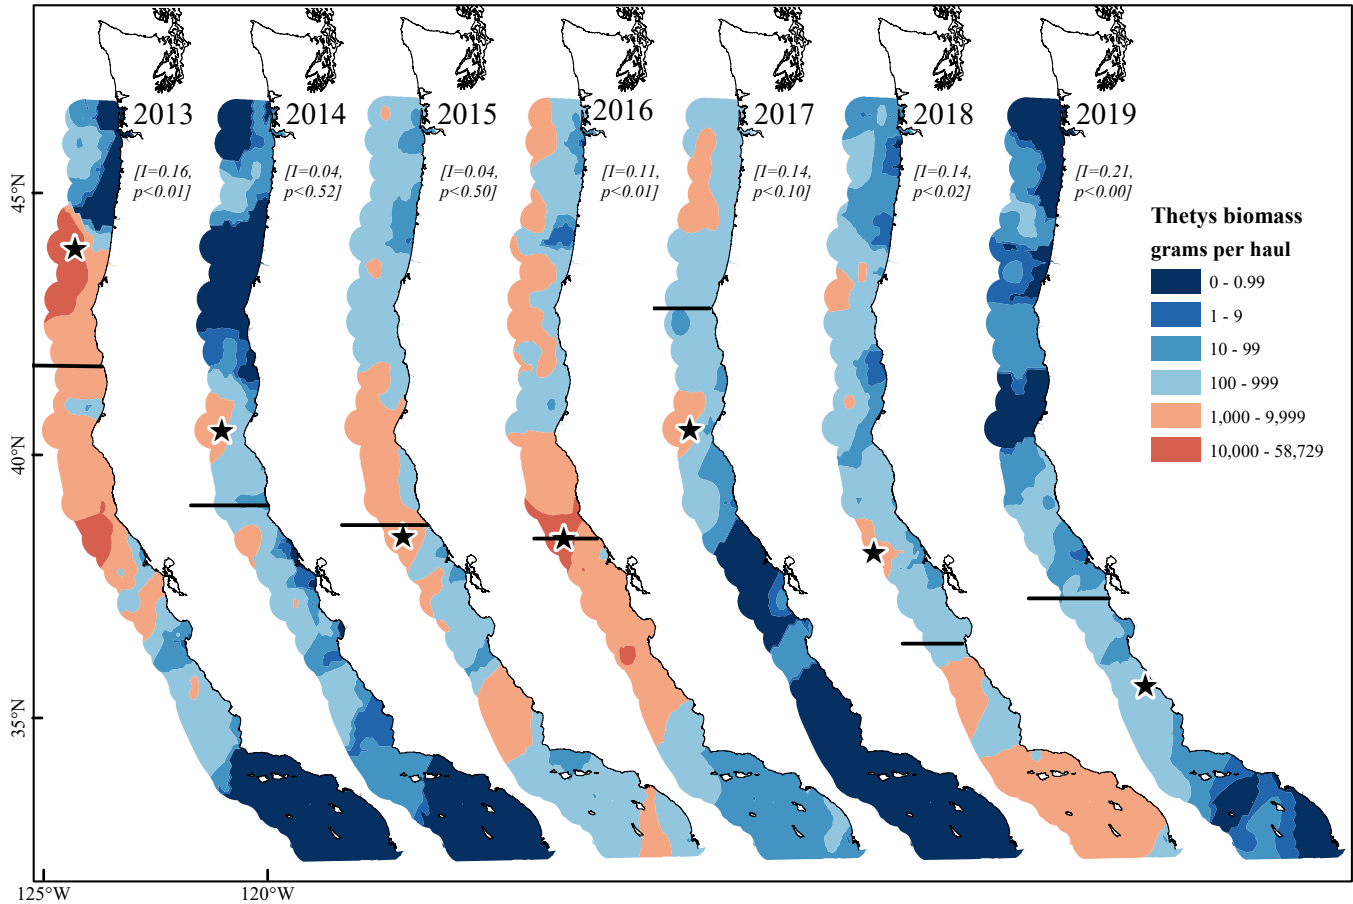 2013
2014
2015
2016
2017
2018
2019
[I=0.16,
p<0.01]
[I=0.04,
p<0.52]
[I=0.04,
p<0.50]
[I=0.11,
p<0.01]
[I=0.14,
p<0.10]
[I=0.14,
p<0.02]
[I=0.21,
p<0.00]
45°N
40°N
35°N
125°W
120°W
Thetys biomass
grams per haul
0 - 0.99
1 - 9
10 - 99
100 - 999
1,000 - 9,999
10,000 - 58,729